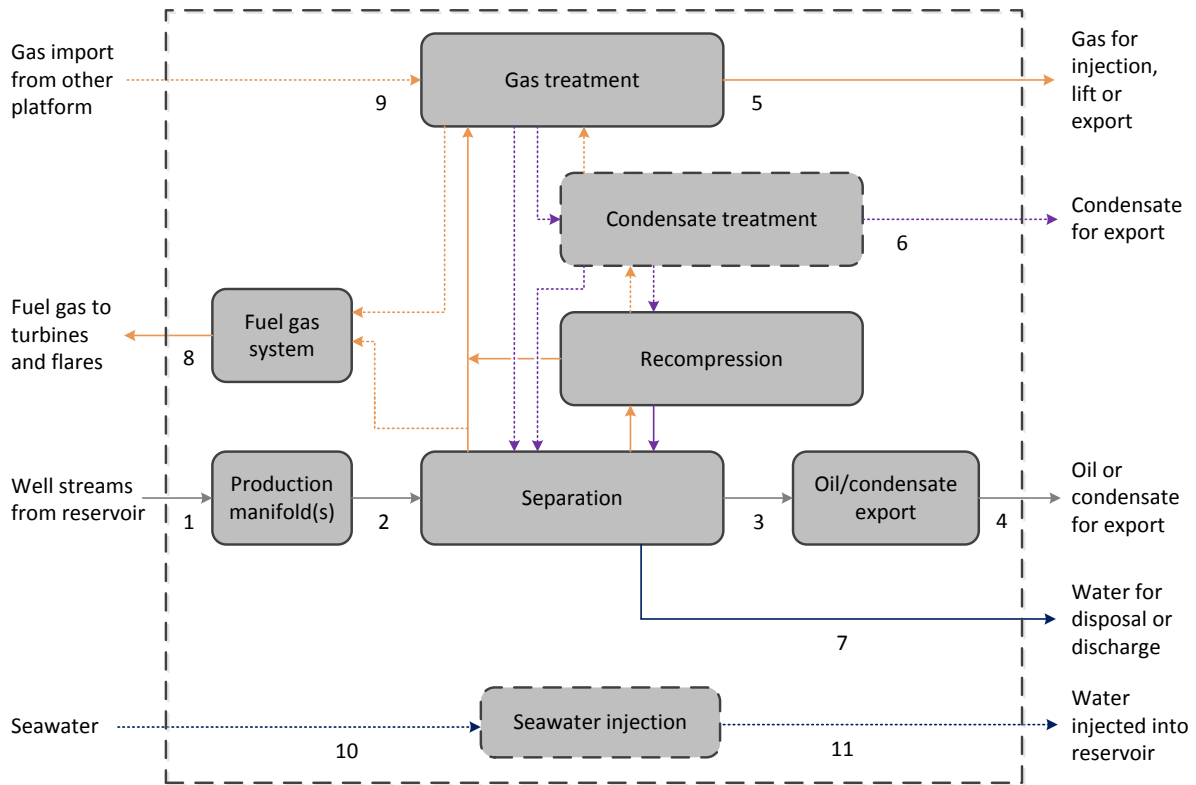 Gas import
from other
platform
9
Gas treatment
5
Gas for
injection,
lift or
export
Condensate treatment
6
Condensate
for export
Fuel gas to
turbines
and flares
8
Fuel gas
system
Recompression
Well streams
from reservoir
1
Production
manifold(s)
2
Separation
3
Oil/condensate
export
4
Oil or
condensate
for export
7
Water for
disposal or
discharge
Seawater
10
Seawater injection
11
Water
injected into
reservoir